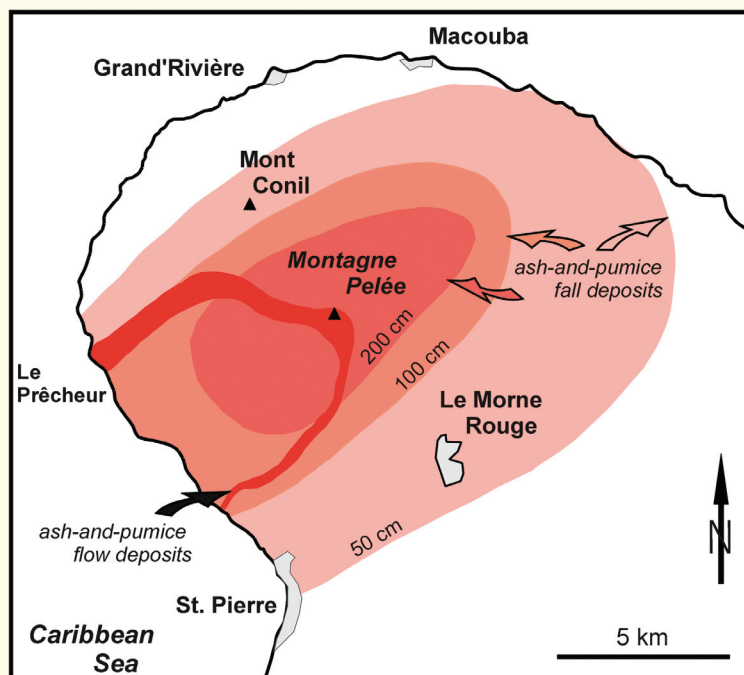 Macouba
Grand'Rivière
Mont
Conil
Montagne
Pelée
ash-and-pumice
fall deposits
200 cm
100 cm
Le
Prêcheur
Le Morne
Rouge
50 cm
ash-and-pumice
flow deposits
N
St. Pierre
Caribbean
Sea
5 km